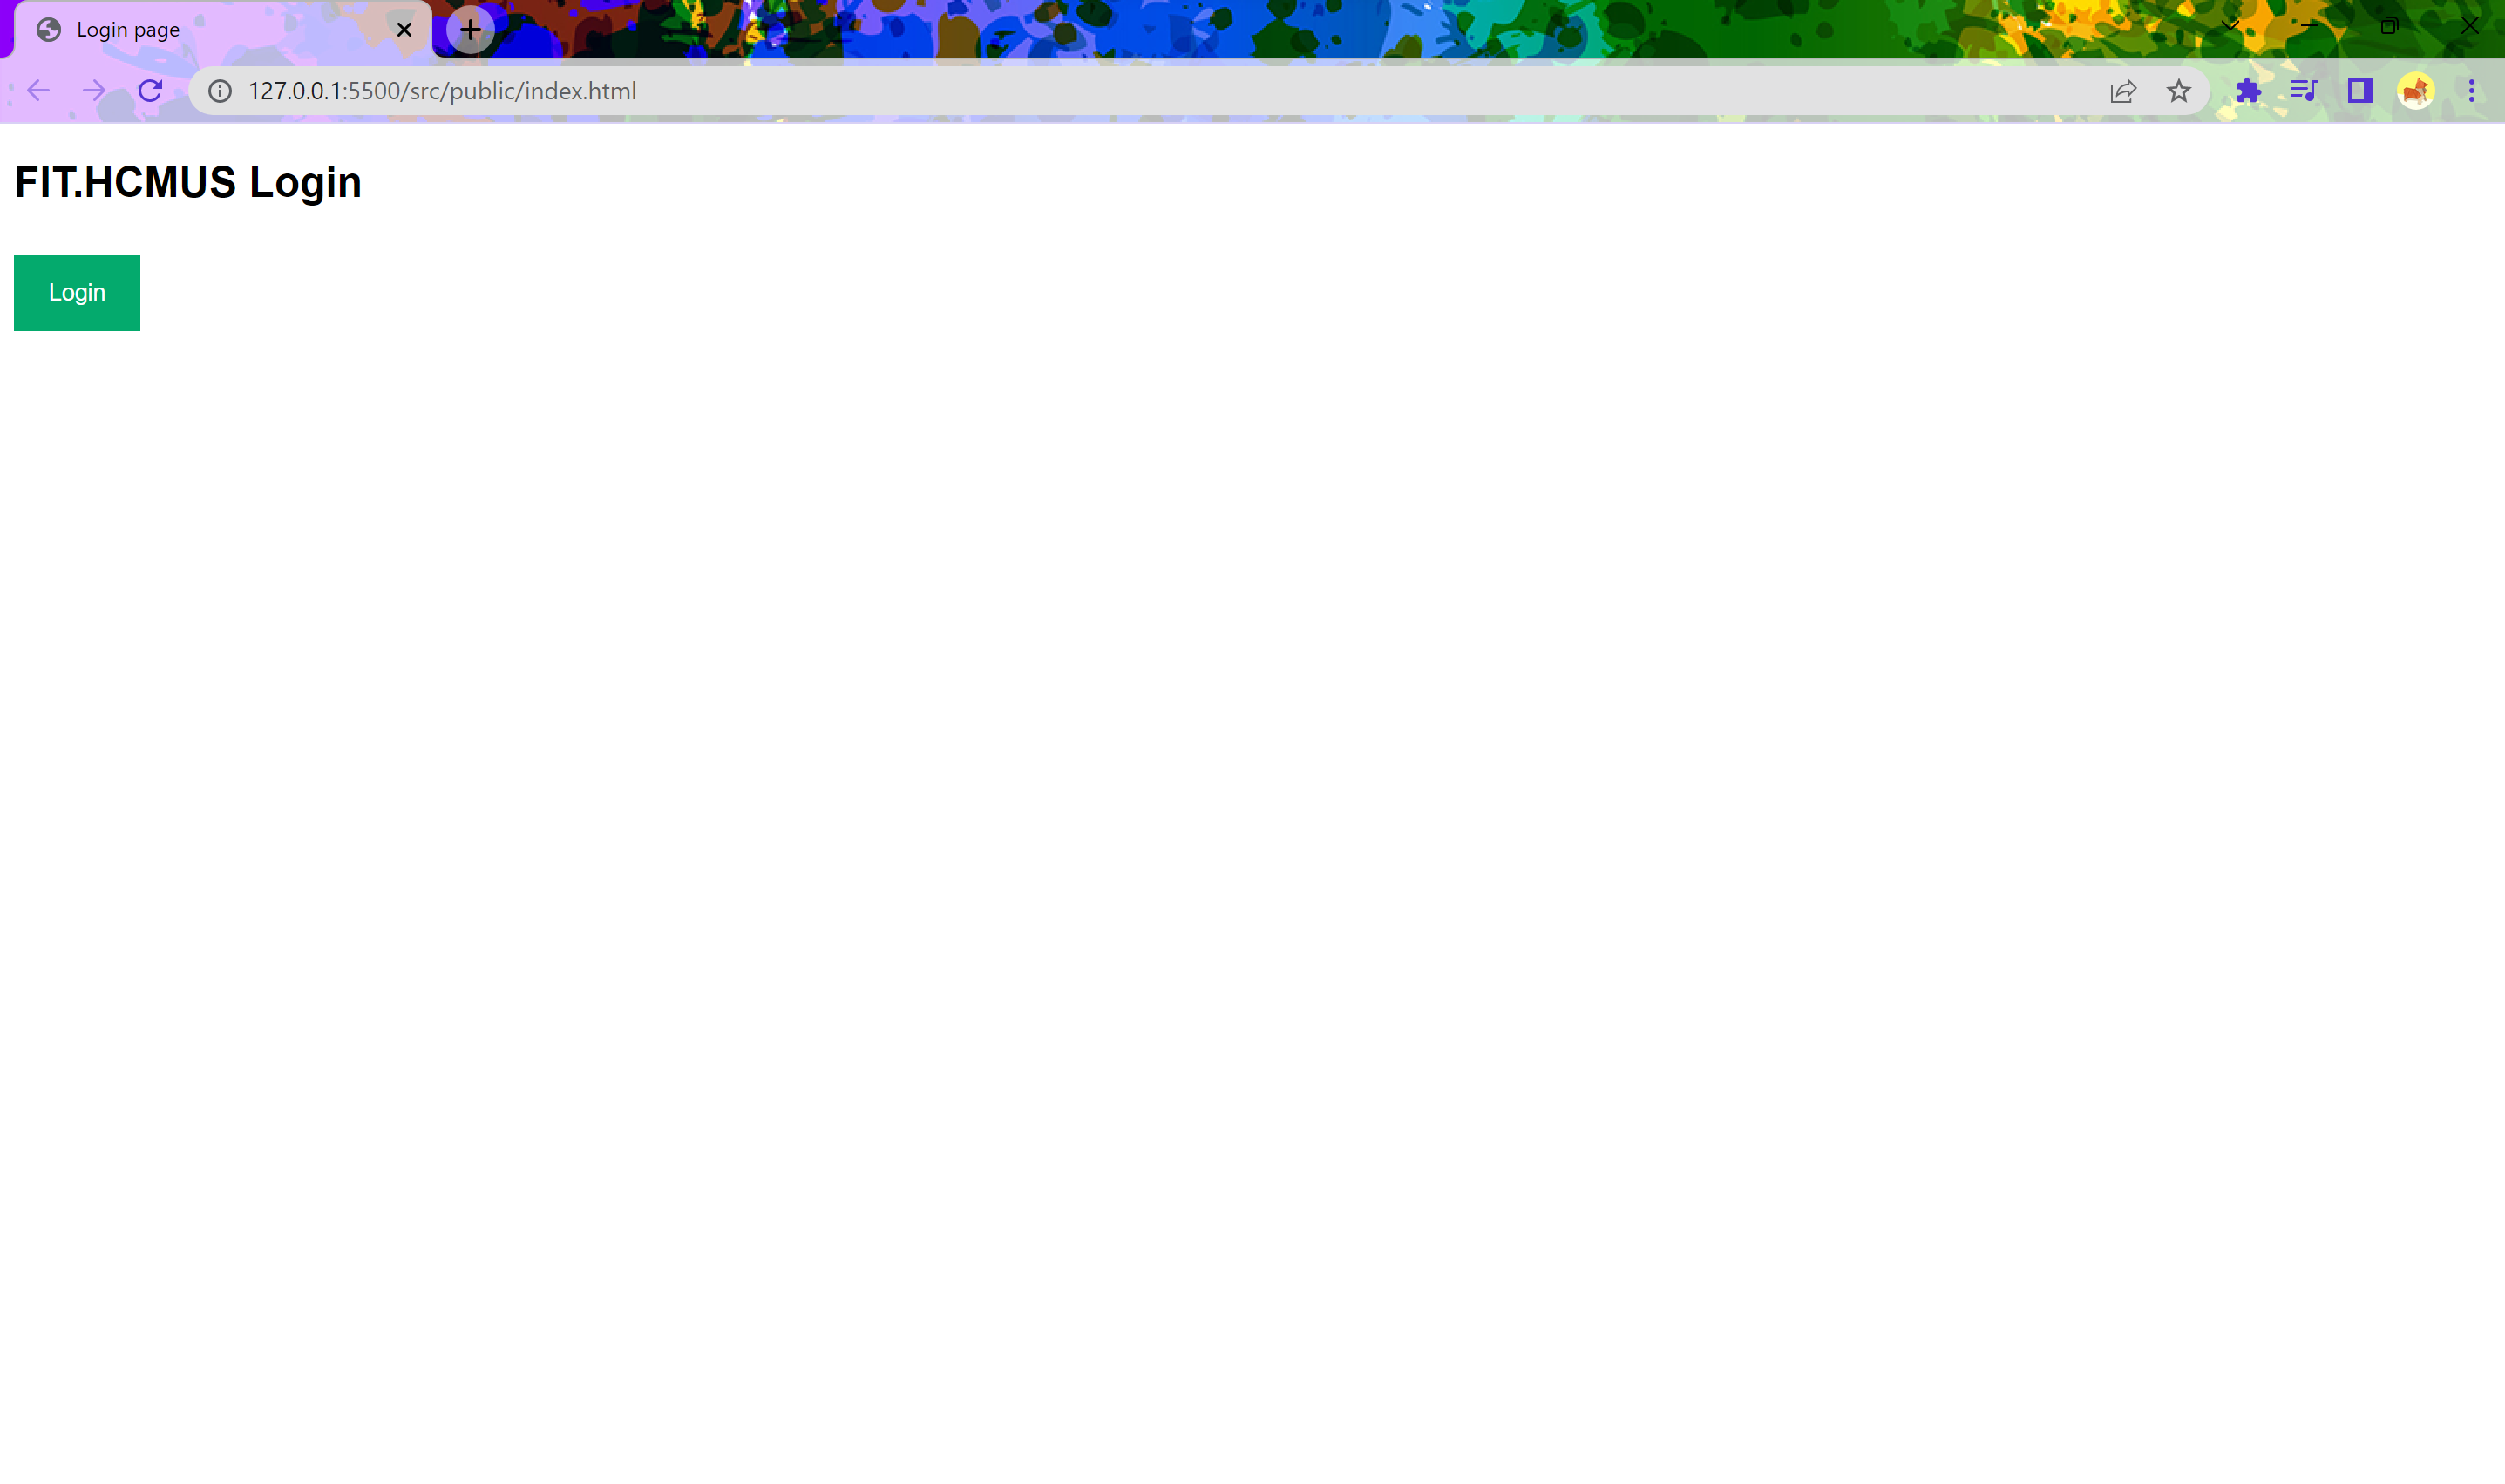 Login page
127.0.0.1:5500/src/public/index.html
FIT.HCMUS Login
Login